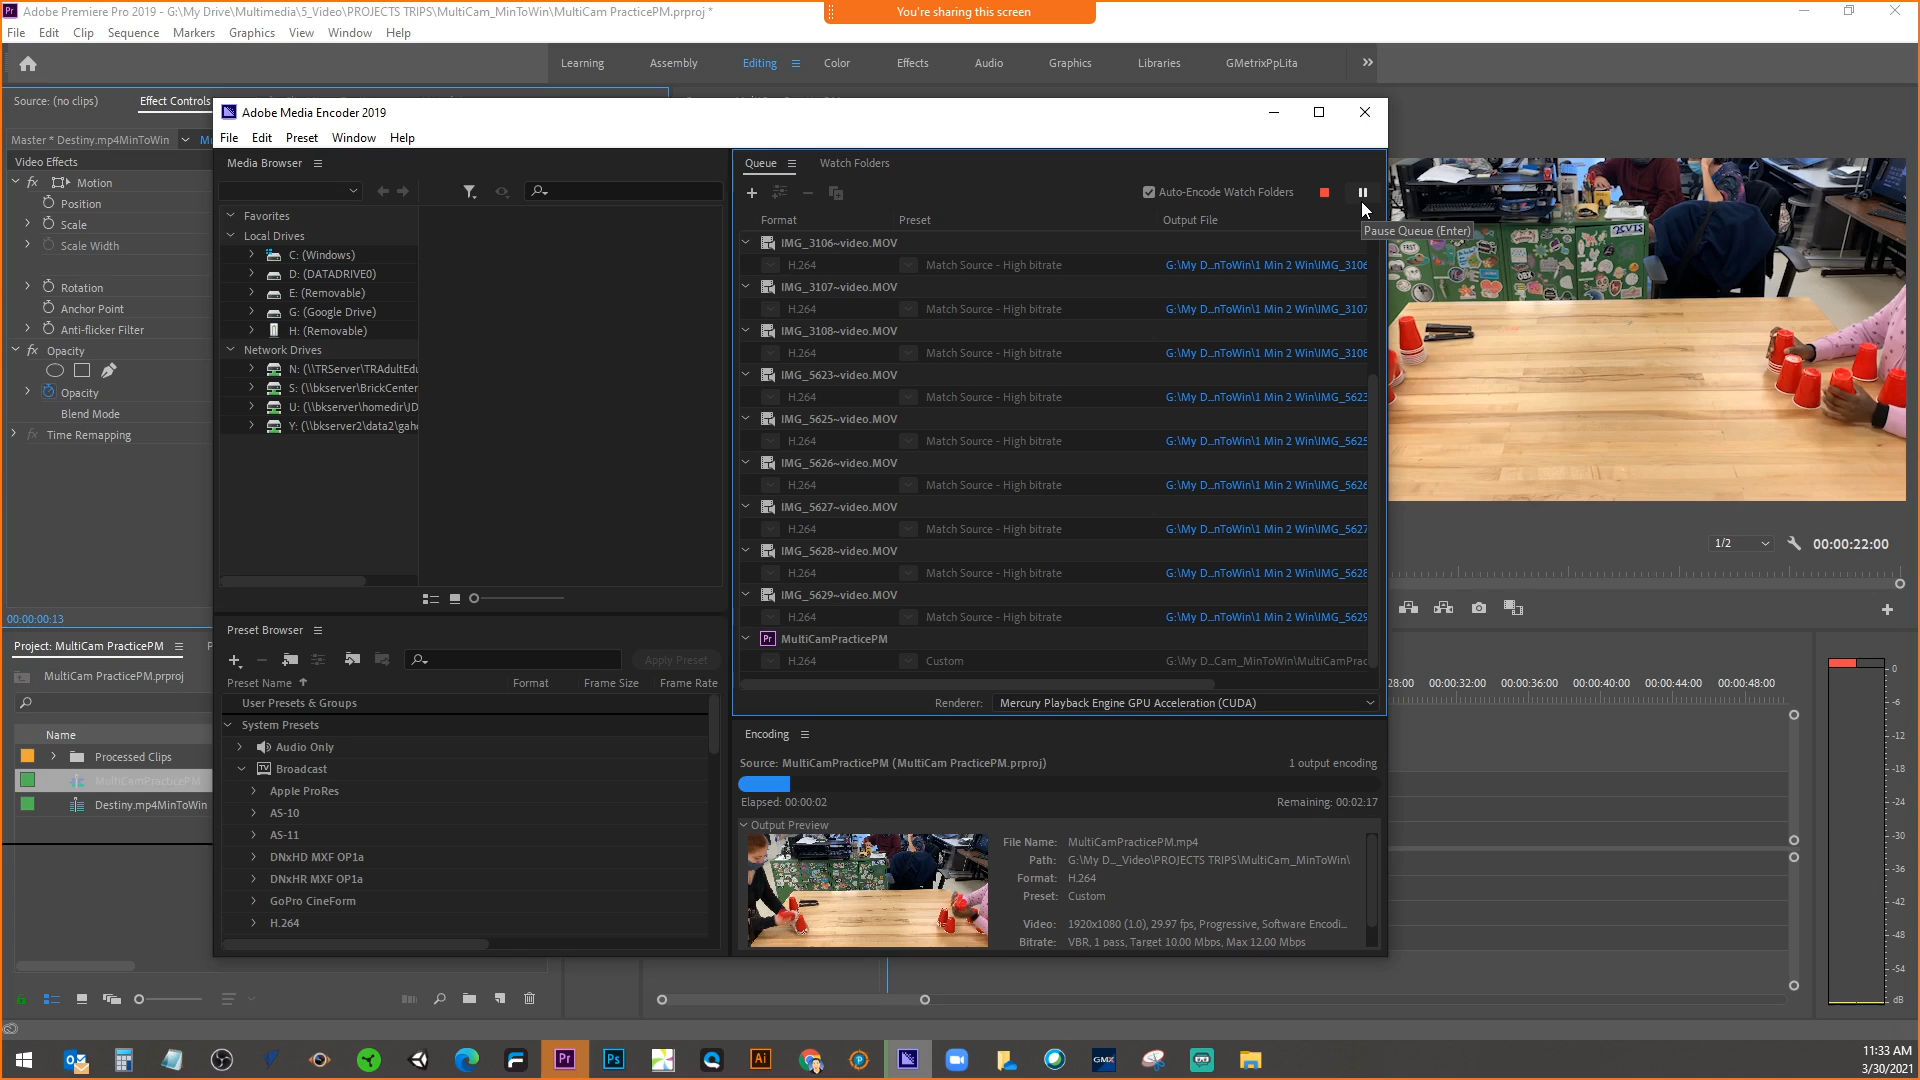 Adobe Premiere Pro 2019 - G:\My Drive\Multimedia\5_Video\PROJECTS TRIPS\MultiCam_MinToWin\MultiCam PracticePM.prproj *
You're sharing this screen
File Edit Clip Sequence Markers Graphics View Window Help
Learning Assembly Editing Color Effects Audio Graphics Libraries GMetrixPpLita
Source: (no clips) Effect Controls
Adobe Media Encoder 2019
File Edit Preset Window Help
Master * Destiny.mp4MinToWin
Video Effects
Motion
Position
Scale
Scale Width
Rotation
Anchor Point
Anti-flicker Filter
Opacity
Opacity
Blend Mode
Time Remapping
00:00:00:13
Media Browser
Favorites
Local Drives
C: (Windows)
D: (DATADRIVE0)
E: (Removable)
G: (Google Drive)
H: (Removable)
Network Drives
N: (\\TRServer\TRAdultEdu
S: (\\bkserver\BrickCenter
U: (\\bkserver\homedir\JD
Y: (\\bkserver2\data2\gaho
Queue Watch Folders
Auto-Encode Watch Folders
Pause Queue (Enter)
Format Preset Output File
IMG_3106~video.MOV
H.264 Match Source - High bitrate G:\My D...nToWin\1 Min 2 Win\IMG_3106
IMG_3107~video.MOV
H.264 Match Source - High bitrate G:\My D...nToWin\1 Min 2 Win\IMG_3107
IMG_3108~video.MOV
H.264 Match Source - High bitrate G:\My D...nToWin\1 Min 2 Win\IMG_3108
IMG_5623~video.MOV
H.264 Match Source - High bitrate G:\My D...nToWin\1 Min 2 Win\IMG_5623
IMG_5625~video.MOV
H.264 Match Source - High bitrate G:\My D...nToWin\1 Min 2 Win\IMG_5625
IMG_5626~video.MOV
H.264 Match Source - High bitrate G:\My D...nToWin\1 Min 2 Win\IMG_5626
IMG_5627~video.MOV
H.264 Match Source - High bitrate G:\My D...nToWin\1 Min 2 Win\IMG_5627
IMG_5628~video.MOV
H.264 Match Source - High bitrate G:\My D...nToWin\1 Min 2 Win\IMG_5628
IMG_5629~video.MOV
H.264 Match Source - High bitrate G:\My D...nToWin\1 Min 2 Win\IMG_5629
Pr MultiCamPracticePM
H.264 Custom G:\My D...Cam_MinToWin\MultiCamPrac
Renderer: Mercury Playback Engine GPU Acceleration (CUDA)
1/2 00:00:22:00
Project: MultiCam PracticePM
MultiCam PracticePM.prproj
Name
Processed Clips
MultiCamPracticePM
Destiny.mp4MinToWin
Preset Browser
Apply Preset
Preset Name Format Frame Size Frame Rate
User Presets & Groups
System Presets
Audio Only
TV Broadcast
Apple ProRes
AS-10
AS-11
DNxHD MXF OP1a
DNxHR MXF OP1a
GoPro CineForm
H.264
Encoding
Source: MultiCamPracticePM (MultiCam PracticePM.prproj) 1 output encoding
Elapsed: 00:00:02 Remaining: 00:02:17
Output Preview
File Name: MultiCamPracticePM.mp4
Path: G:\My D..._Video\PROJECTS TRIPS\MultiCam_MinToWin\
Format: H.264
Preset: Custom
Video: 1920x1080 (1.0), 29.97 fps, Progressive, Software Encodi...
Bitrate: VBR, 1 pass, Target 10.00 Mbps, Max 12.00 Mbps
28:00 00:00:32:00 00:00:36:00 00:00:40:00 00:00:44:00 00:00:48:00
0
-6
-12
-18
-24
-30
-36
-42
-48
-54
dB
Pr Ps Ai GMX
11:33 AM
3/30/2021